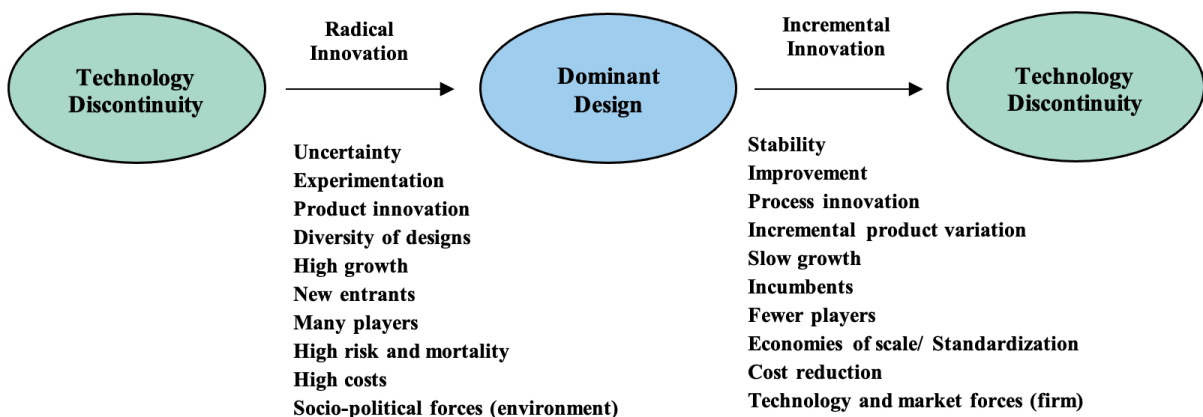 Technology
Discontinuity
Radical
Innovation
Uncertainty
Experimentation
Product innovation
Diversity of designs
High growth
New entrants
Many players
High risk and mortality
High costs
Socio-political forces (environment)
Dominant
Design
Incremental
Innovation
Stability
Improvement
Process innovation
Incremental product variation
Slow growth
Incumbents
Fewer players
Economies of scale/ Standardization
Cost reduction
Technology and market forces (firm)
Technology
Discontinuity